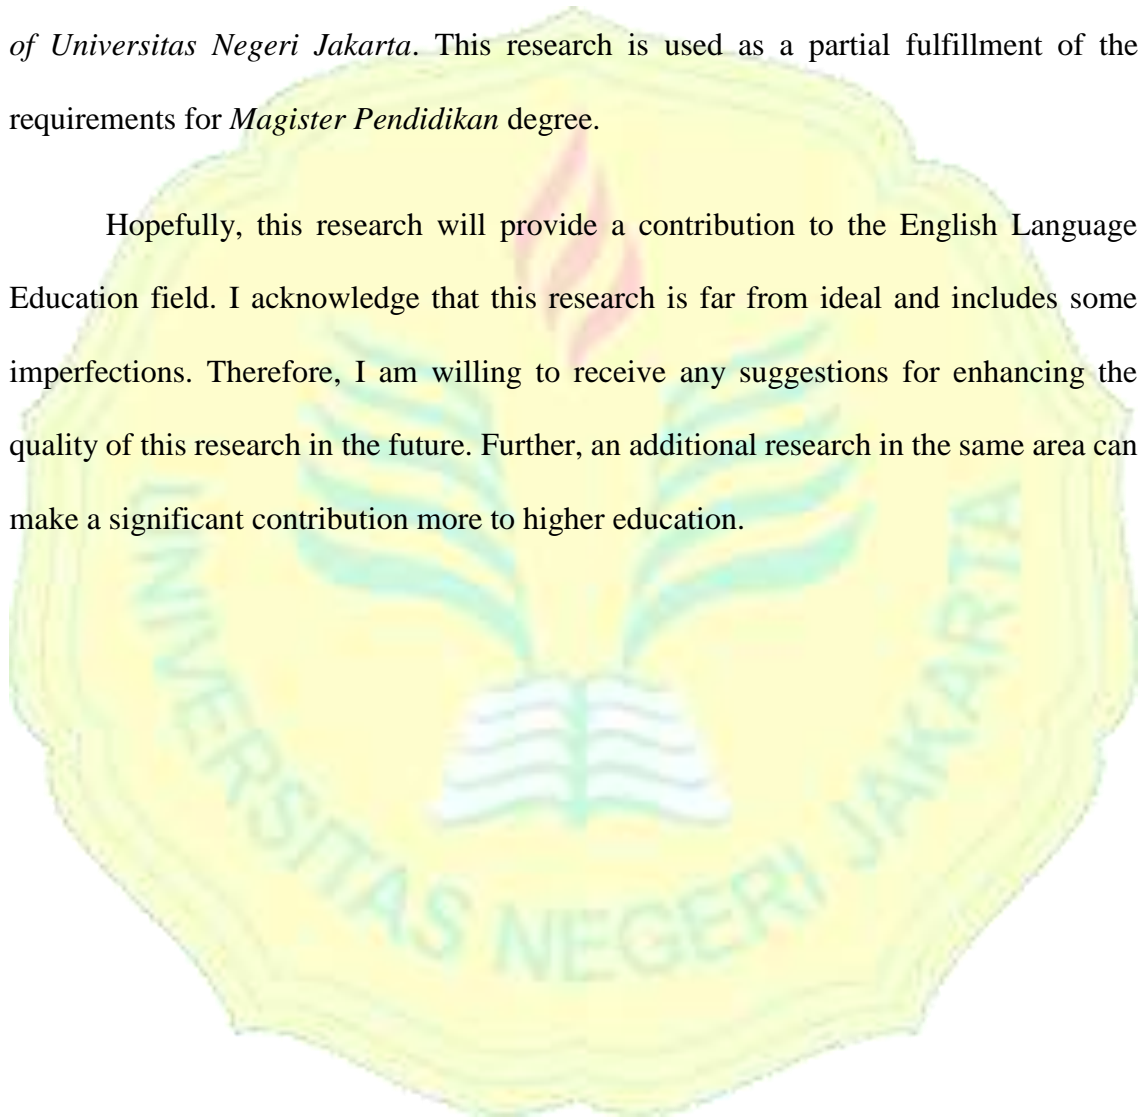 of Universitas Negeri Jakarta. This research is used as a partial fulfillment of the
requirements for Magister Pendidikan degree.
Hopefully, this research will provide a contribution to the English Language
Education field. I acknowledge that this research is far from ideal and includes some
imperfections. Therefore, I am willing to receive any suggestions for enhancing the
quality of this research in the future. Further, an additional research in the same area can
make a significant contribution more to higher education.
UNIVERSITAS NEGERI JAKARTA